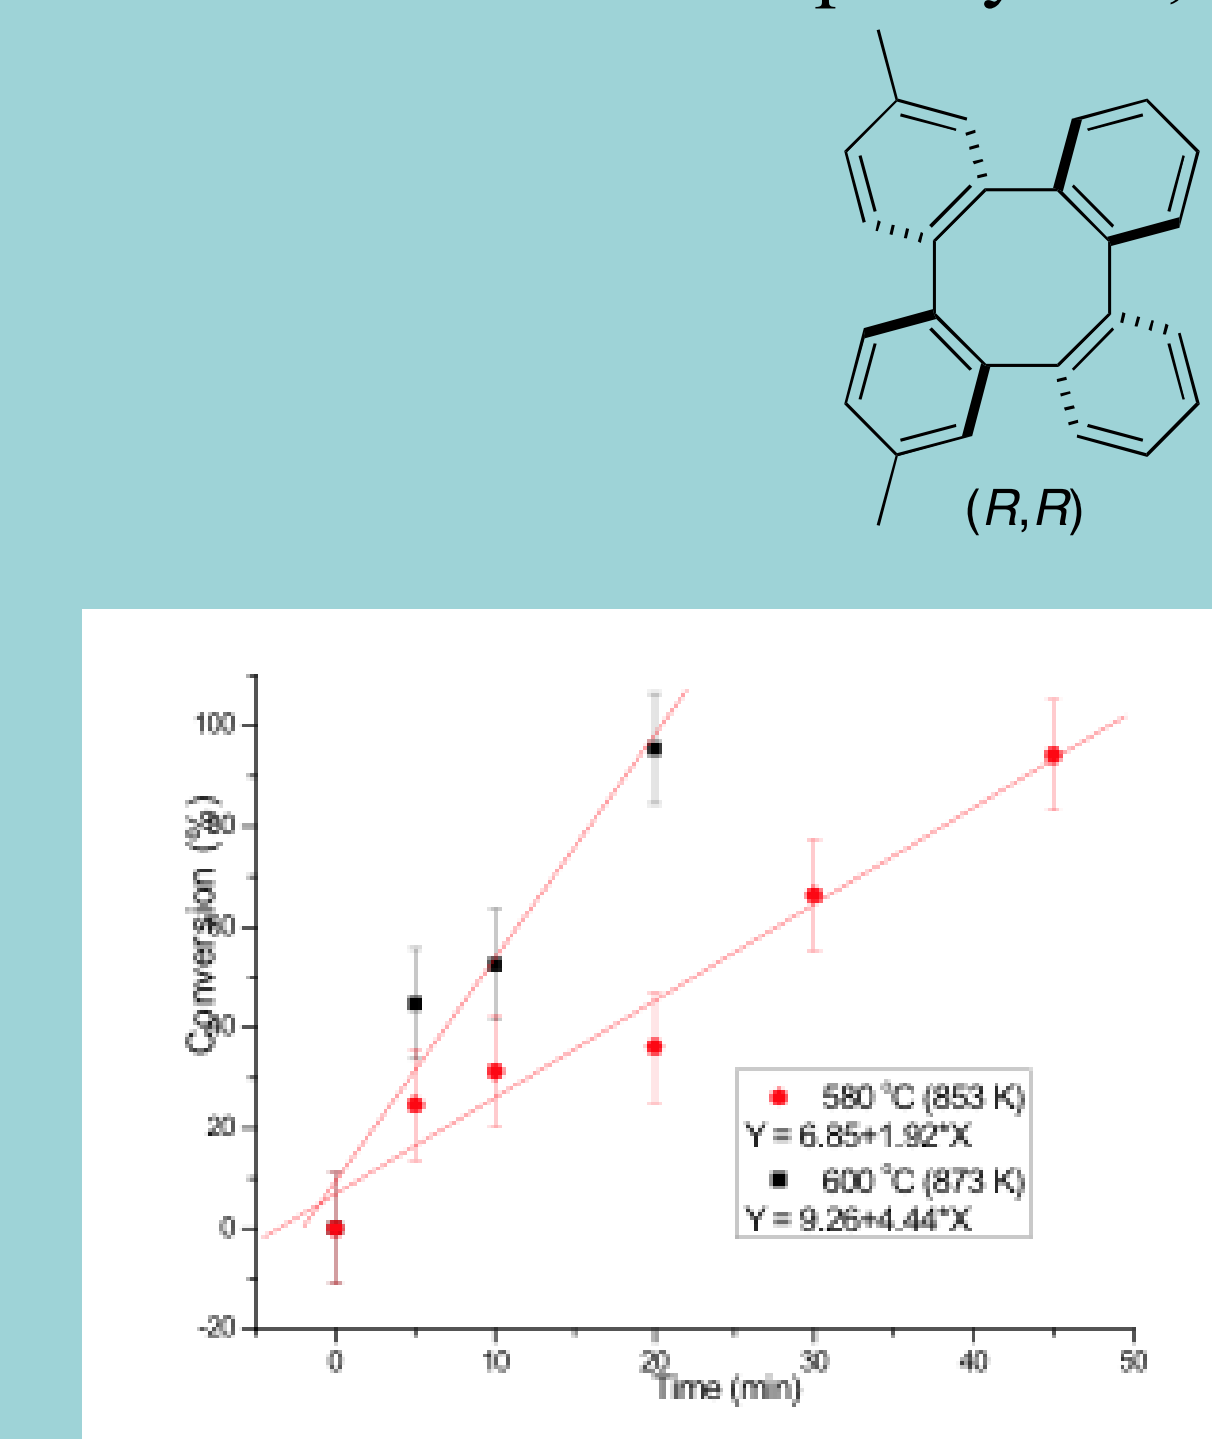 (R,R)
Conversion (%)
100
80
60
40
20
0
-20
580 °C (853 K)
Y = 6.85+1.92*X
600 °C (873 K)
Y = 9.26+4.44*X
0 10 20 30 40 50
Time (min)